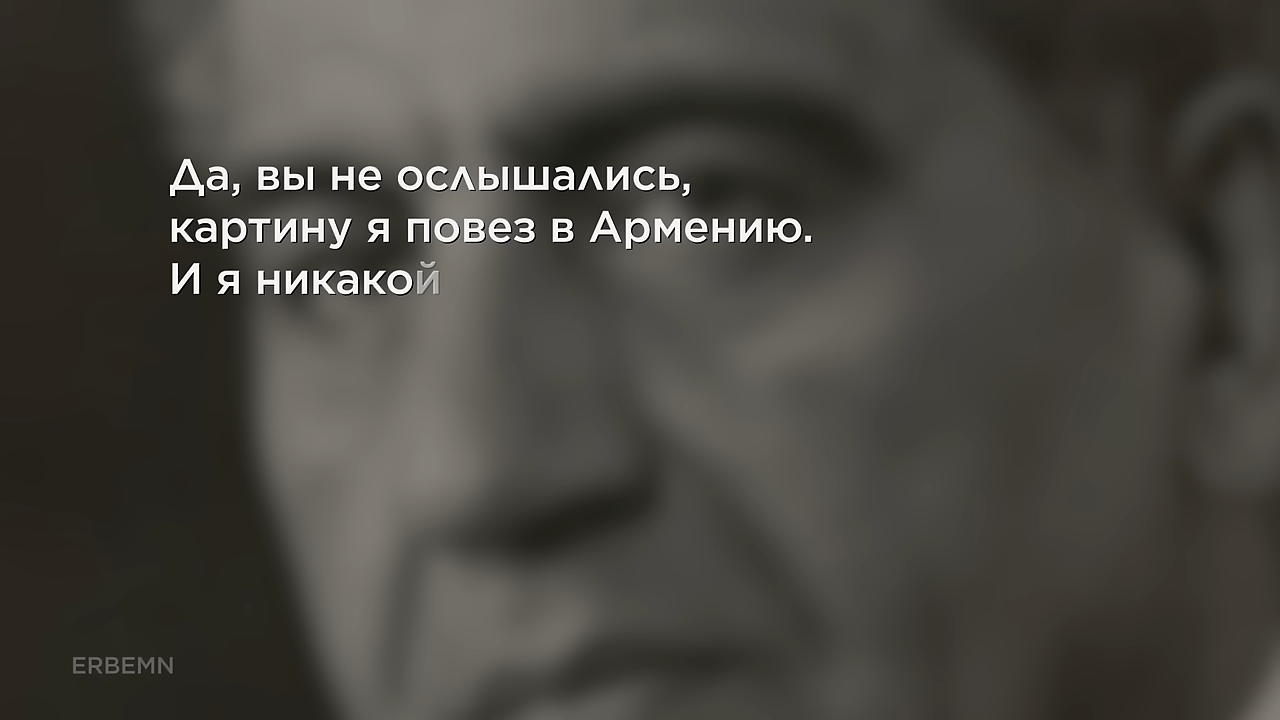 Да, вы не ослышались,
картину я повез в Армению.
И я никакой
ERBEMN